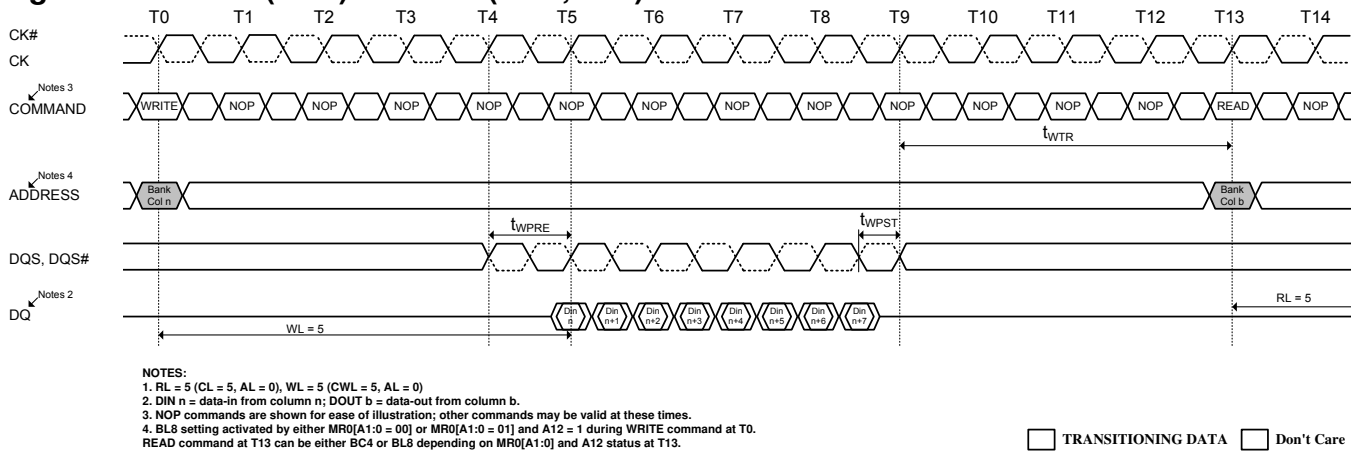 T0 T1 T2 T3 T4 T5 T6 T7 T8 T9 T10 T11 T12 T13 T14
CK#
CK
Notes 3
COMMAND
WRITE NOP NOP NOP NOP NOP NOP NOP NOP NOP NOP NOP NOP READ NOP
tWTR
Notes 4
ADDRESS
Bank Bank
Col n Col b
tWPRE tWPST
DQS, DQS#
Notes 2
DQ
Din Din Din Din Din Din Din Din
n n+1 n+2 n+3 n+4 n+5 n+6 n+7
RL = 5
WL = 5
NOTES:
1. RL = 5 (CL = 5, AL = 0), WL = 5 (CWL = 5, AL = 0)
2. DIN n = data-in from column n; DOUT b = data-out from column b.
3. NOP commands are shown for ease of illustration; other commands may be valid at these times.
4. BL8 setting activated by either MR0[A1:0 = 00] or MR0[A1:0 = 01] and A12 = 1 during WRITE command at T0.
READ command at T13 can be either BC4 or BL8 depending on MR0[A1:0] and A12 status at T13.
TRANSITIONING DATA Don't Care